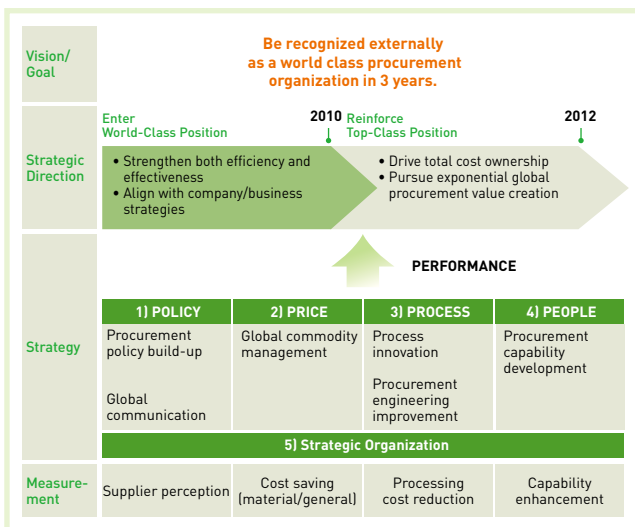 Vision/
Goal
Be recognized externally
as a world class procurement
organization in 3 years.
Strategic
Direction
Enter
World-Class Position
2010
Reinforce
Top-Class Position
2012
• Strengthen both efficiency and
effectiveness
• Align with company/business
strategies
• Drive total cost ownership
• Pursue exponential global
procurement value creation
PERFORMANCE
Strategy
1) POLICY
Procurement
policy build-up
Global
communication
2) PRICE
Global commodity
management
3) PROCESS
Process
innovation
Procurement
engineering
improvement
4) PEOPLE
Procurement
capability
development
5) Strategic Organization
Measure-
ment
Supplier perception
Cost saving
(material/general)
Processing
cost reduction
Capability
enhancement